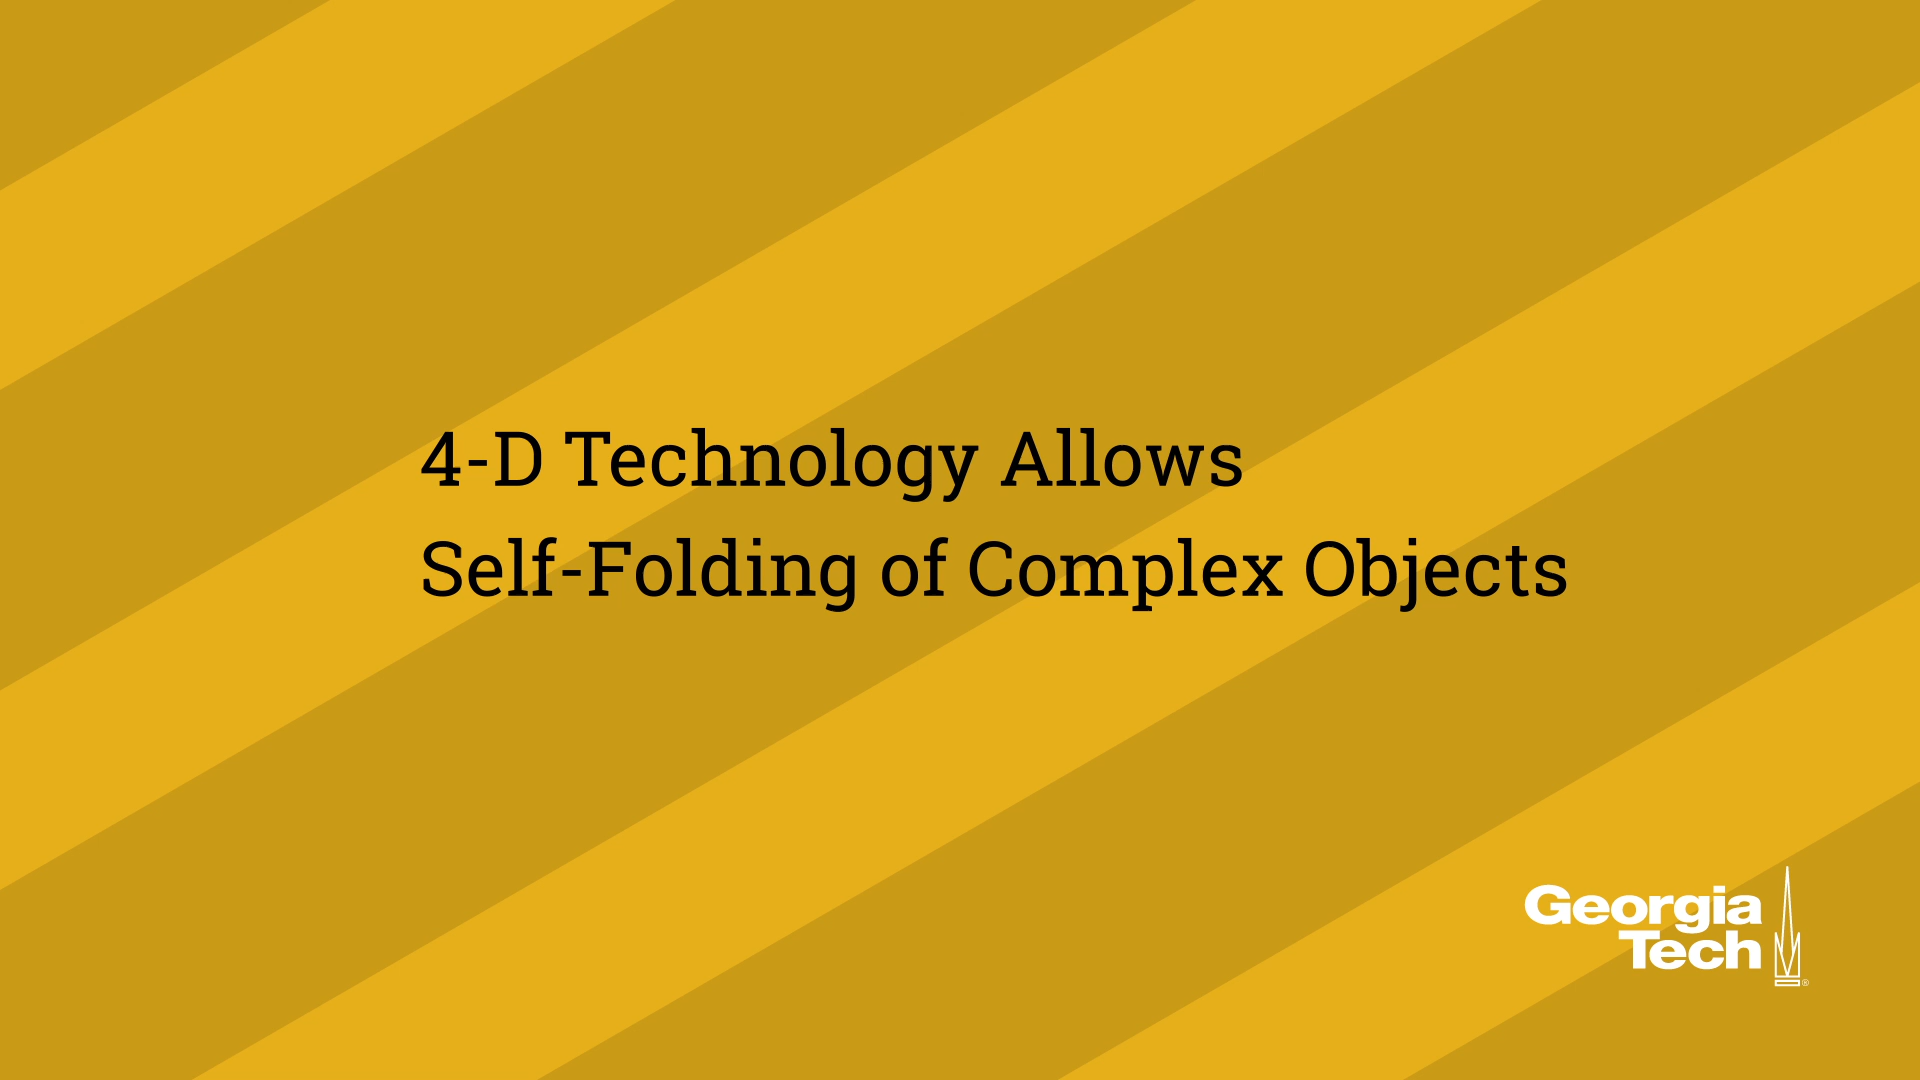 4-D Technology Allows
Self-Folding of Complex Objects
Georgia
Tech
®